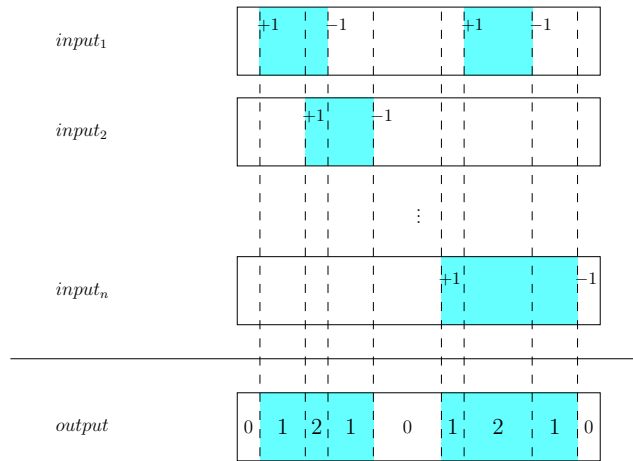 input₁ +1 −1 +1 −1
input₂ +1 −1
⋮
inputₙ +1 −1
output 0 1 2 1 0 1 2 1 0